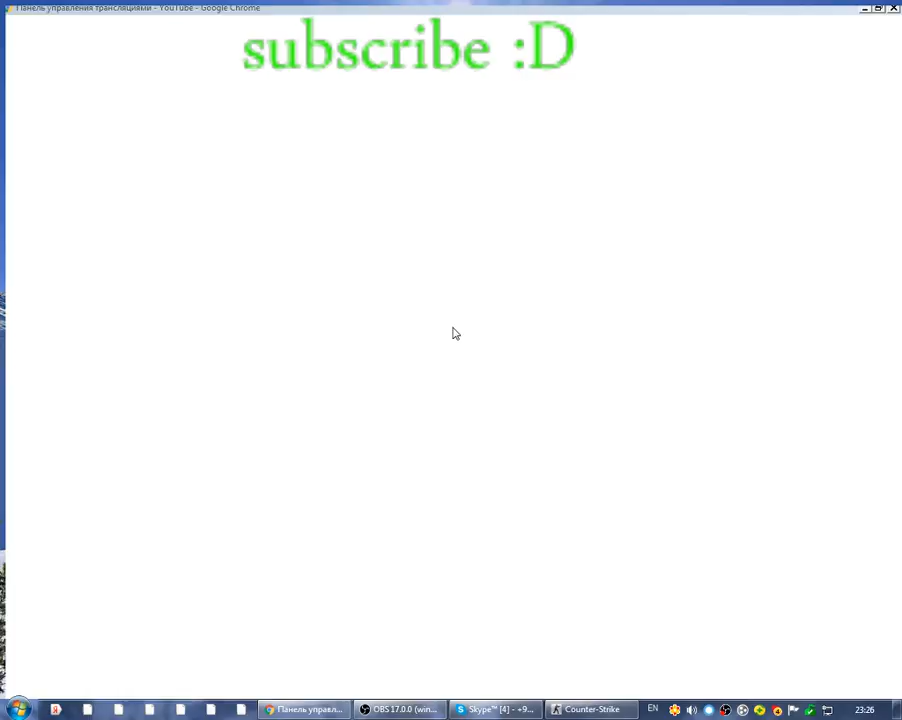 Панель управления трансляциями - YouTube - Google Chrome
subscribe :D
Панель управл...
OBS 17.0.0 (win...
Skype™ [4] - +9...
Counter-Strike
EN
23:26